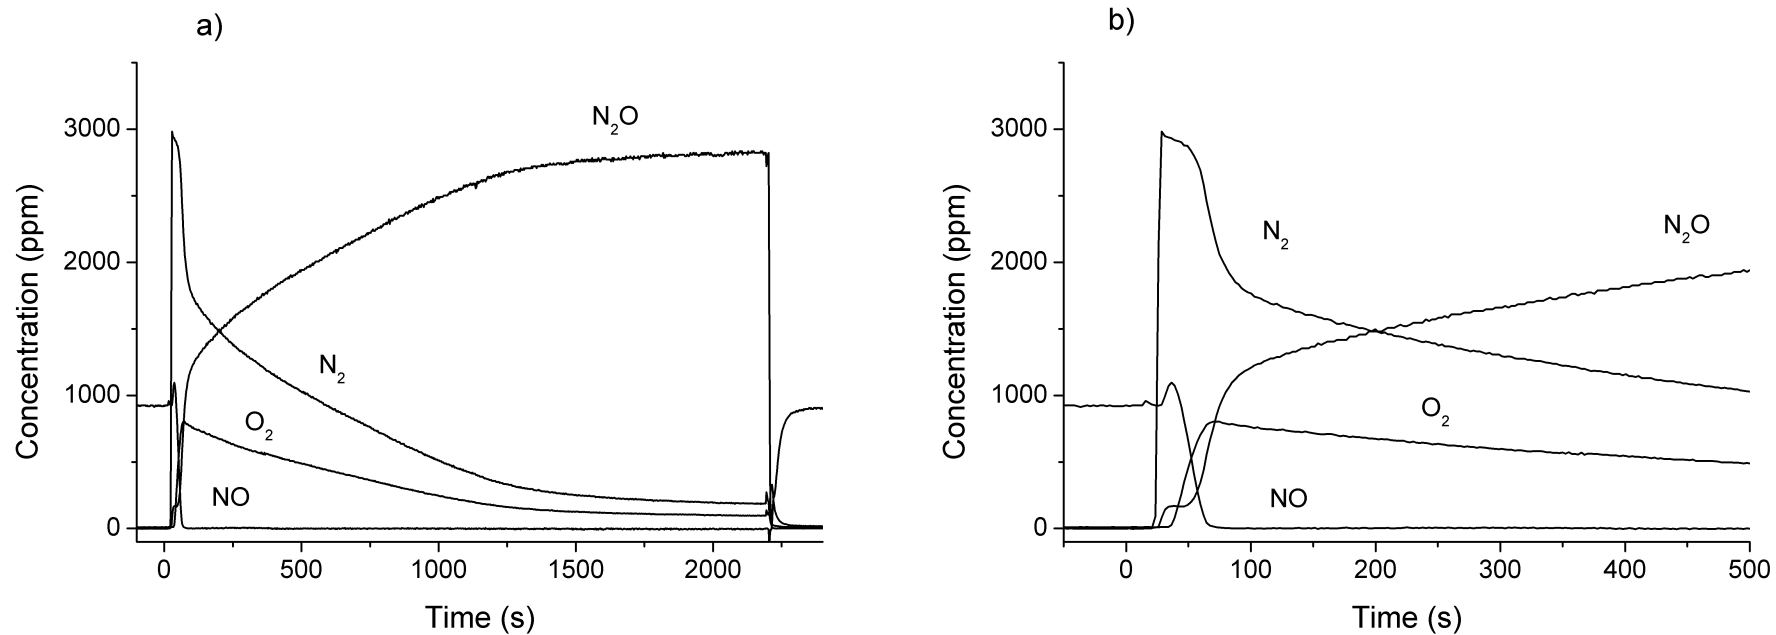 a)
Concentration (ppm)
3000
2000
1000
0
N₂O
N₂
O₂
NO
0 500 1000 1500 2000
Time (s)
b)
Concentration (ppm)
3000
2000
1000
0
N₂
N₂O
O₂
NO
0 100 200 300 400 500
Time (s)